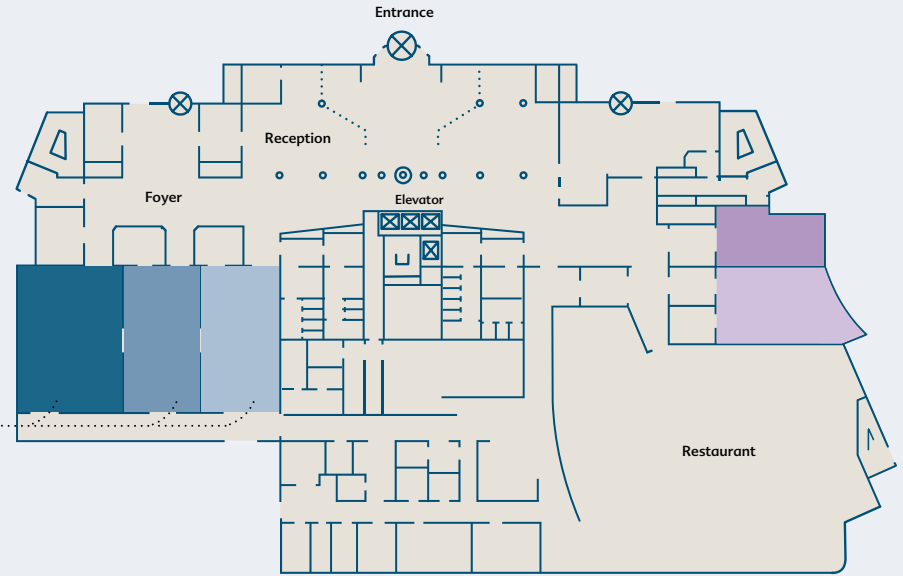 Entrance
Reception
Foyer
Elevator
Restaurant